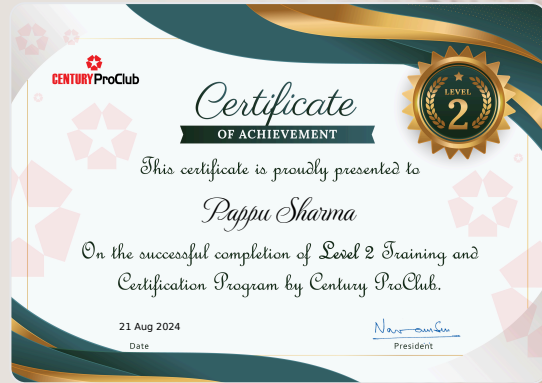 CENTURY ProClub
Certificate
OF ACHIEVEMENT
LEVEL
2
This certificate is proudly presented to
Pappu Sharma
On the successful completion of Level 2 Training and
Certification Program by Century ProClub.
21 Aug 2024
Date
President